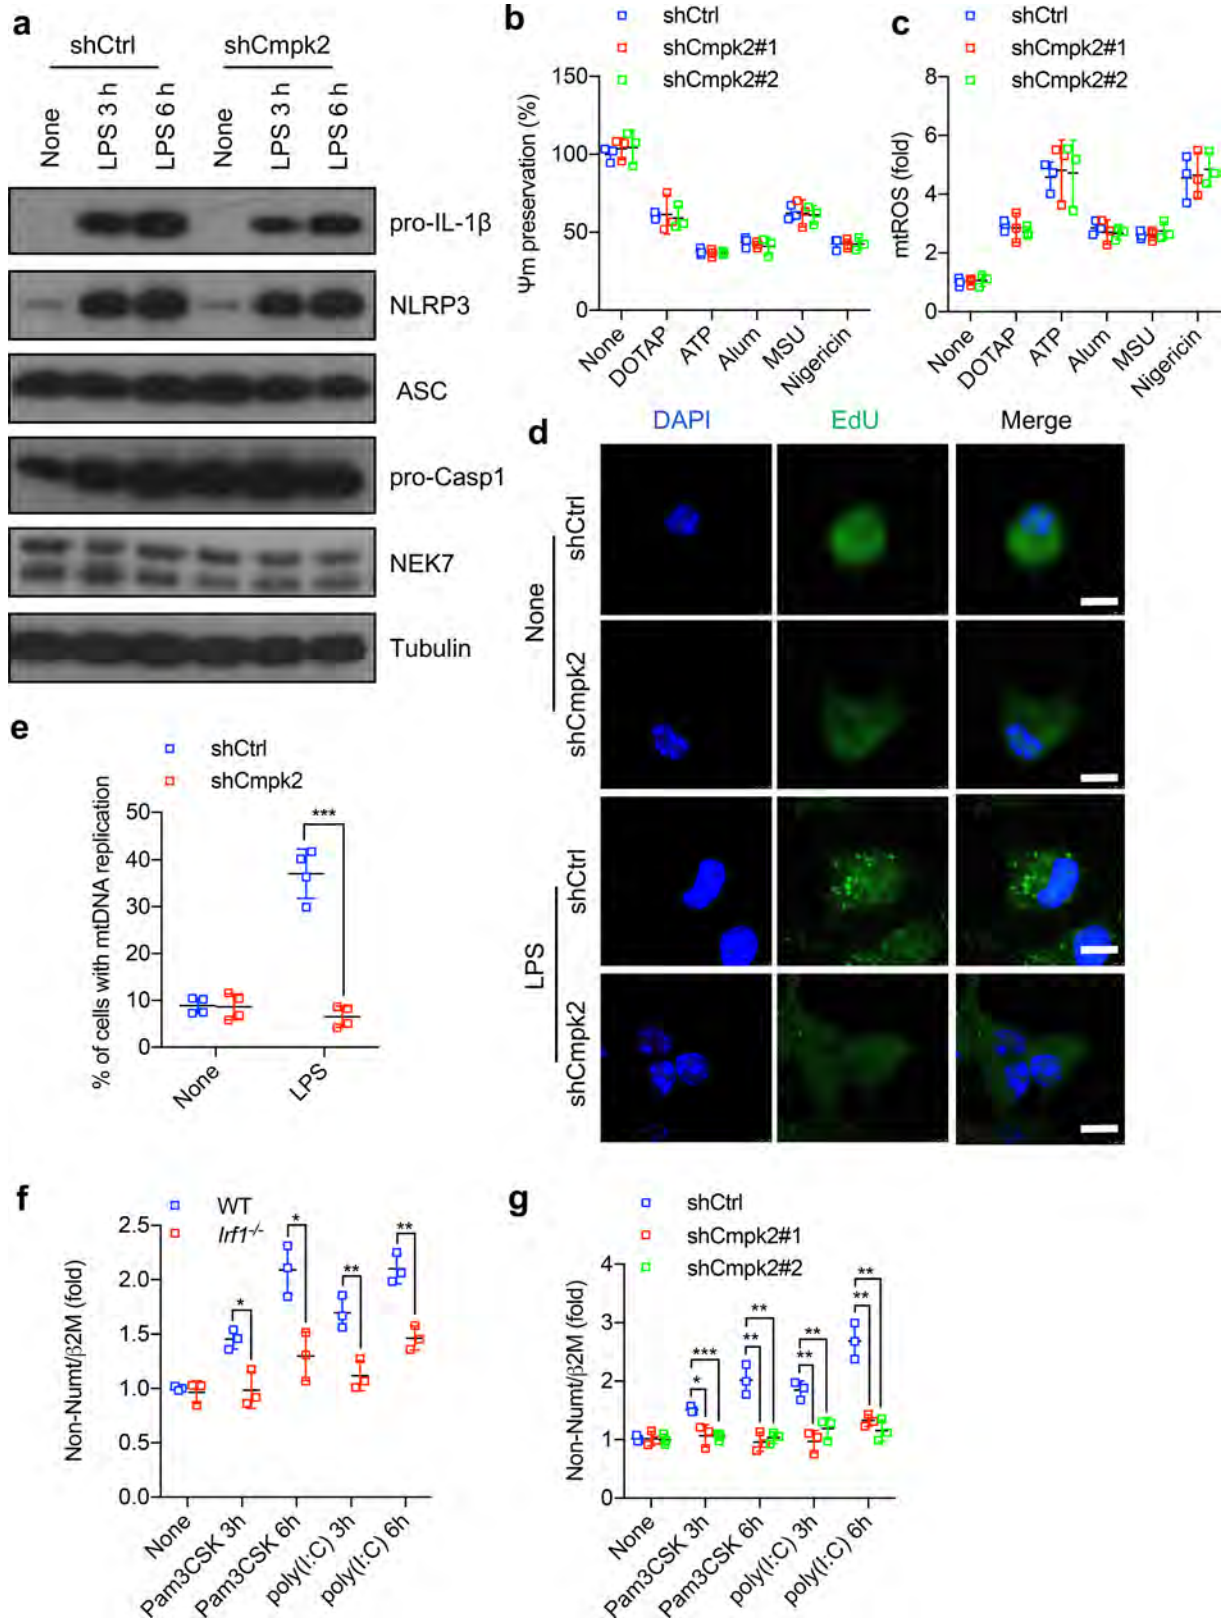 a
shCtrl
shCmpk2
None
LPS 3 h
LPS 6 h
None
LPS 3 h
LPS 6 h
pro-IL-1β
NLRP3
ASC
pro-Casp1
NEK7
Tubulin
b
shCtrl
shCmpk2#1
shCmpk2#2
Ψm preservation (%)
150
100
50
0
None
DOTAP
ATP
Alum
MSU
Nigericin
c
shCtrl
shCmpk2#1
shCmpk2#2
mtROS (fold)
8
6
4
2
0
None
DOTAP
ATP
Alum
MSU
Nigericin
d
DAPI
EdU
Merge
None
shCtrl
shCmpk2
LPS
shCtrl
shCmpk2
e
shCtrl
shCmpk2
% of cells with mtDNA replication
50
40
30
20
10
0
***
None
LPS
f
WT
Irf1-/-
Non-Numt/β2M (fold)
2.5
2.0
1.5
1.0
0.5
0.0
*
*
**
**
None
Pam3CSK 3h
Pam3CSK 6h
poly(I:C) 3h
poly(I:C) 6h
g
shCtrl
shCmpk2#1
shCmpk2#2
Non-Numt/β2M (fold)
4
3
2
1
0
***
*
**
**
**
**
**
**
None
Pam3CSK 3h
Pam3CSK 6h
poly(I:C) 3h
poly(I:C) 6h